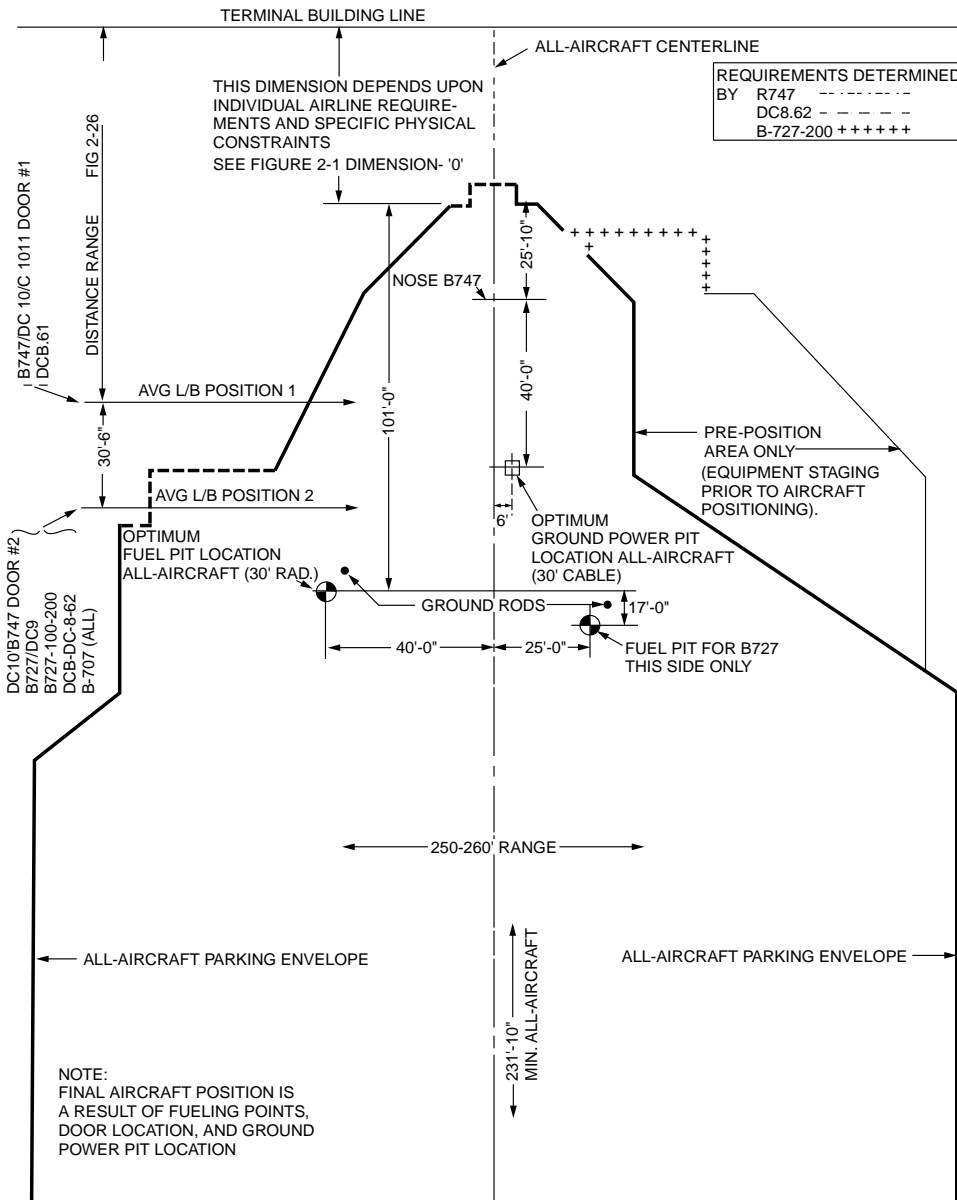 TERMINAL BUILDING LINE
ALL-AIRCRAFT CENTERLINE
REQUIREMENTS DETERMINED
BY R747
DC8.62
B-727-200
THIS DIMENSION DEPENDS UPON
INDIVIDUAL AIRLINE REQUIRE-
MENTS AND SPECIFIC PHYSICAL
CONSTRAINTS
SEE FIGURE 2-1 DIMENSION- '0'
DISTANCE RANGE FIG 2-26
B747/DC 10/C 1011 DOOR #1
DCB.61
25'-10"
NOSE B747
40'-0"
101'-0"
AVG L/B POSITION 1
30'-6"
AVG L/B POSITION 2
PRE-POSITION
AREA ONLY
(EQUIPMENT STAGING
PRIOR TO AIRCRAFT
POSITIONING).
6'
OPTIMUM
GROUND POWER PIT
LOCATION ALL-AIRCRAFT
(30' CABLE)
OPTIMUM
FUEL PIT LOCATION
ALL-AIRCRAFT (30' RAD.)
DC10'B747 DOOR #2
B727/DC9
B727-100-200
DCB-DC-8-62
B-707 (ALL)
GROUND RODS
17'-0"
40'-0"
25'-0"
FUEL PIT FOR B727
THIS SIDE ONLY
250-260' RANGE
ALL-AIRCRAFT PARKING ENVELOPE
ALL-AIRCRAFT PARKING ENVELOPE
231'-10"
MIN. ALL-AIRCRAFT
NOTE:
FINAL AIRCRAFT POSITION IS
A RESULT OF FUELING POINTS,
DOOR LOCATION, AND GROUND
POWER PIT LOCATION